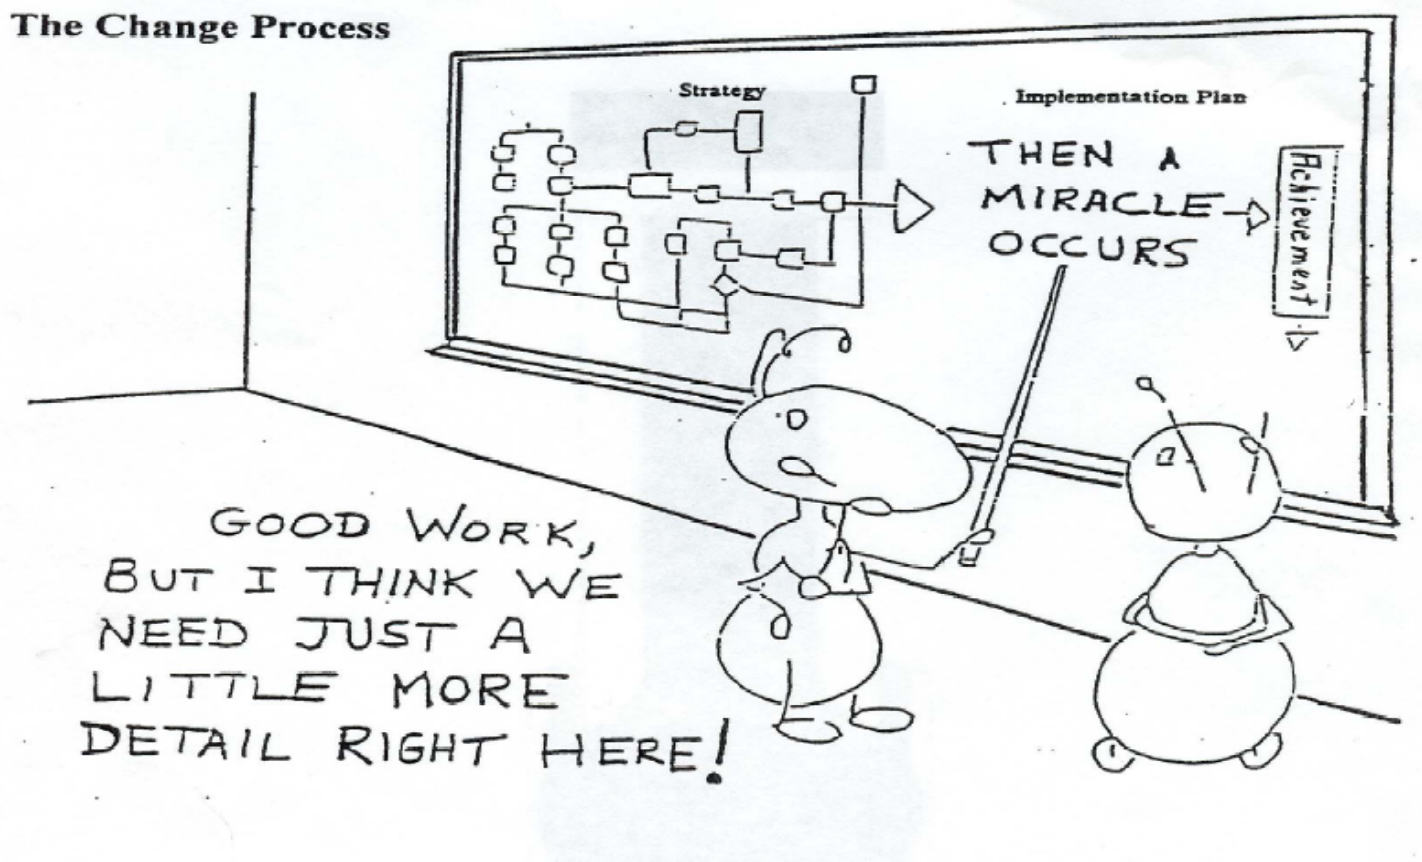 The Change Process
Strategy
Implementation Plan
THEN A
MIRACLE
OCCURS
Achievement
GOOD WORK,
BUT I THINK WE
NEED JUST A
LITTLE MORE
DETAIL RIGHT HERE!